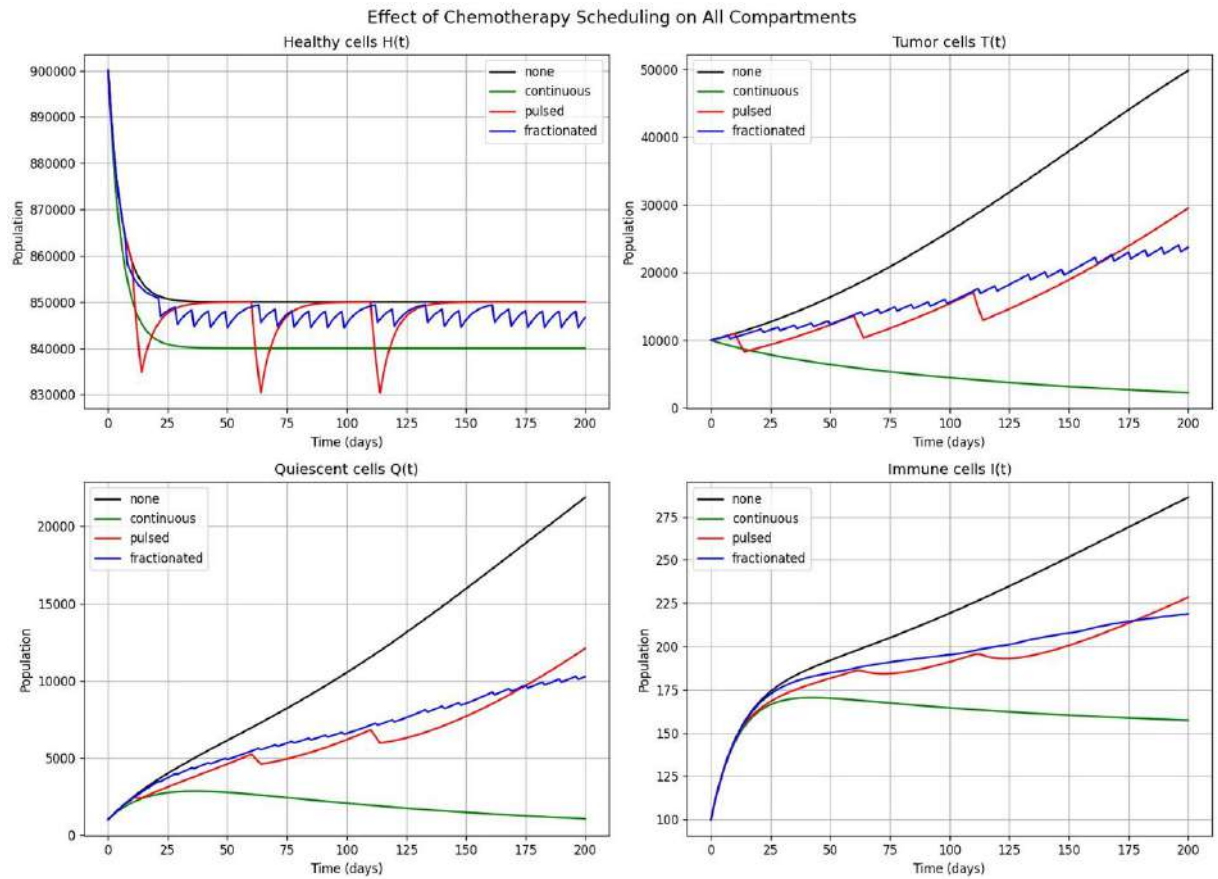 Effect of Chemotherapy Scheduling on All Compartments
Healthy cells H(t)
900000
890000
880000
870000
860000
850000
840000
830000
Population
none
continuous
pulsed
fractionated
0 25 50 75 100 125 150 175 200
Time (days)
Tumor cells T(t)
50000
40000
30000
20000
10000
0
Population
none
continuous
pulsed
fractionated
0 25 50 75 100 125 150 175 200
Time (days)
Quiescent cells Q(t)
20000
15000
10000
5000
0
Population
none
continuous
pulsed
fractionated
0 25 50 75 100 125 150 175 200
Time (days)
Immune cells I(t)
275
250
225
200
175
150
125
100
Population
none
continuous
pulsed
fractionated
0 25 50 75 100 125 150 175 200
Time (days)